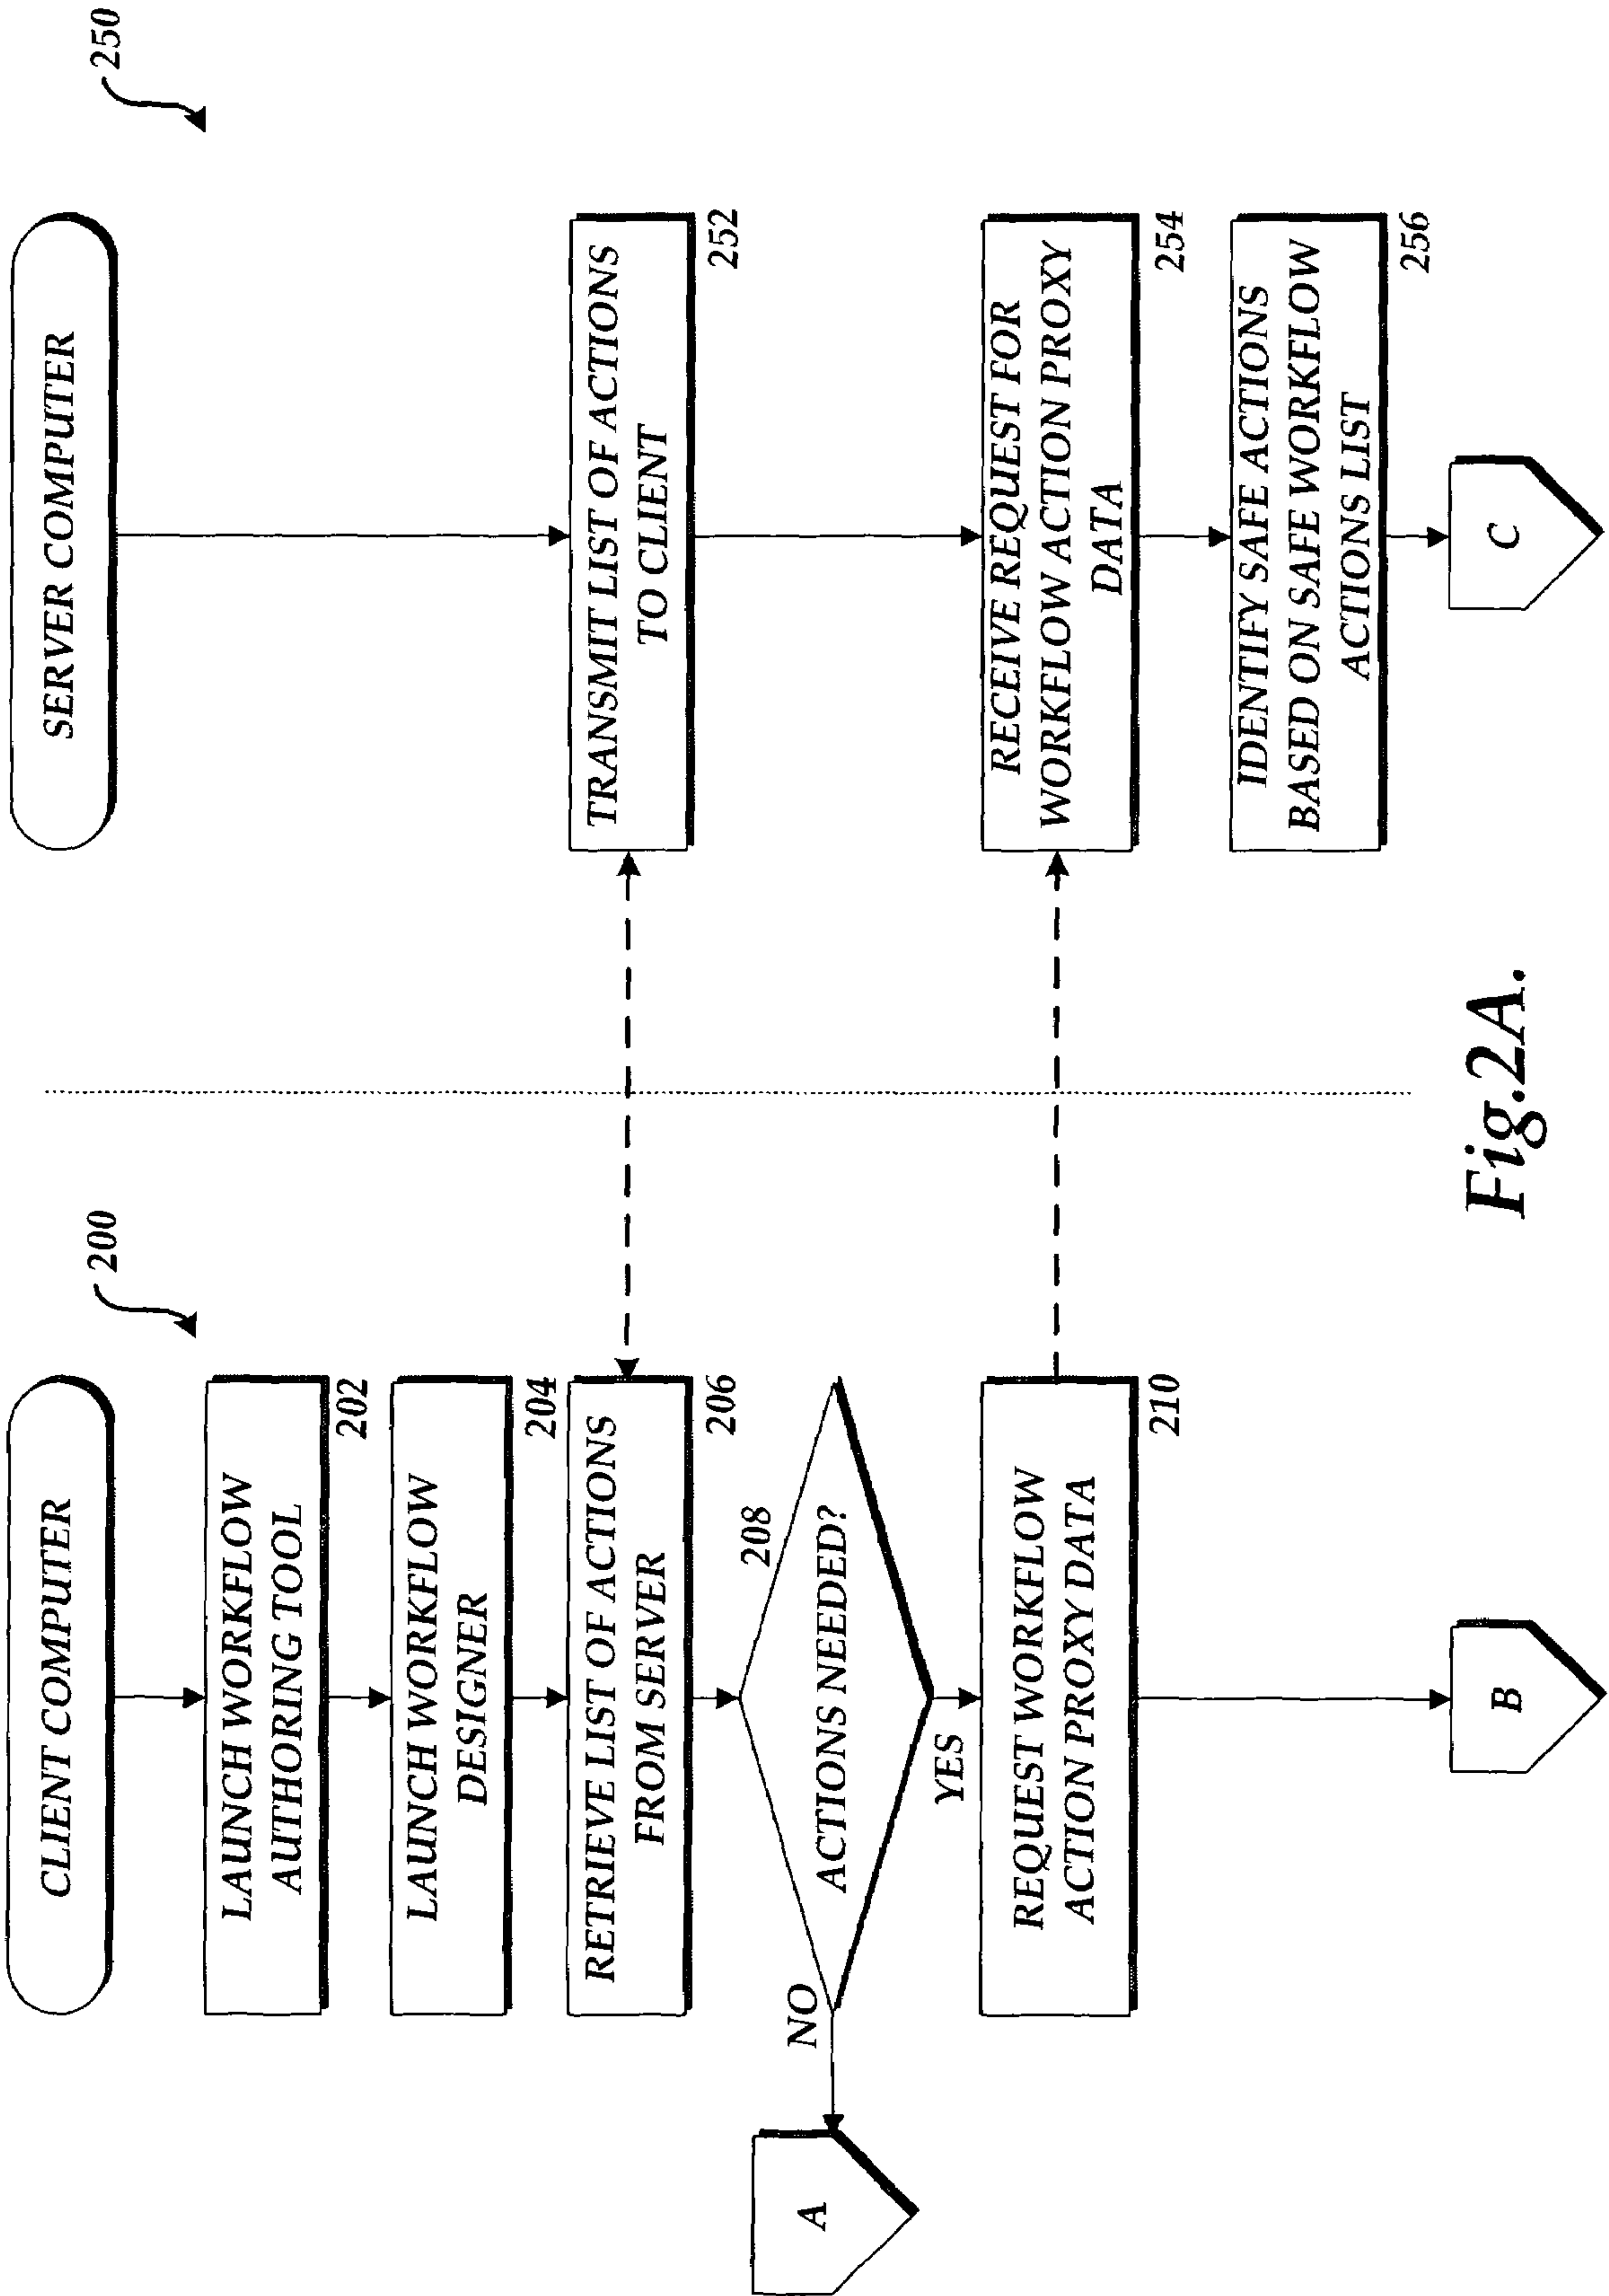 CLIENT COMPUTER
200
LAUNCH WORKFLOW
AUTHORING TOOL
202
LAUNCH WORKFLOW
DESIGNER
204
RETRIEVE LIST OF ACTIONS
FROM SERVER
206
208
ACTIONS NEEDED?
NO
A
YES
REQUEST WORKFLOW
ACTION PROXY DATA
210
B
SERVER COMPUTER
250
TRANSMIT LIST OF ACTIONS
TO CLIENT
252
RECEIVE REQUEST FOR
WORKFLOW ACTION PROXY
DATA
254
IDENTIFY SAFE ACTIONS
BASED ON SAFE WORKFLOW
ACTIONS LIST
256
C
Fig.2A.